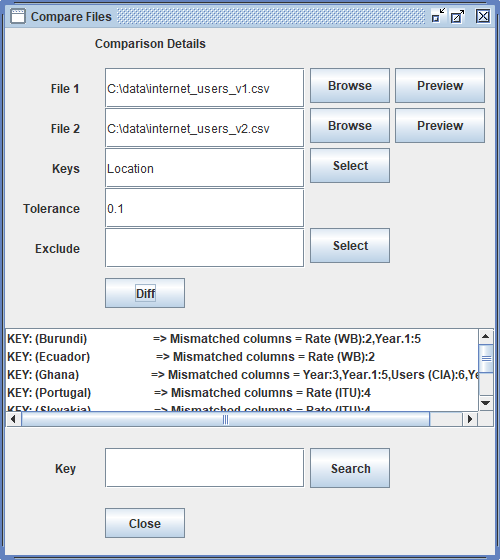 Compare Files
Comparison Details
File 1 C:\data\internet_users_v1.csv Browse Preview
File 2 C:\data\internet_users_v2.csv Browse Preview
Keys Location Select
Tolerance 0.1
Exclude Select
Diff
KEY: (Burundi) => Mismatched columns = Rate (WB):2,Year.1:5
KEY: (Ecuador) => Mismatched columns = Rate (WB):2
KEY: (Ghana) => Mismatched columns = Year:3,Year.1:5,Users (CIA):6,Ye
KEY: (Portugal) => Mismatched columns = Rate (ITU):4
KEY: (Slovakia) => Mismatched columns = Rate (ITU):4
Key Search
Close